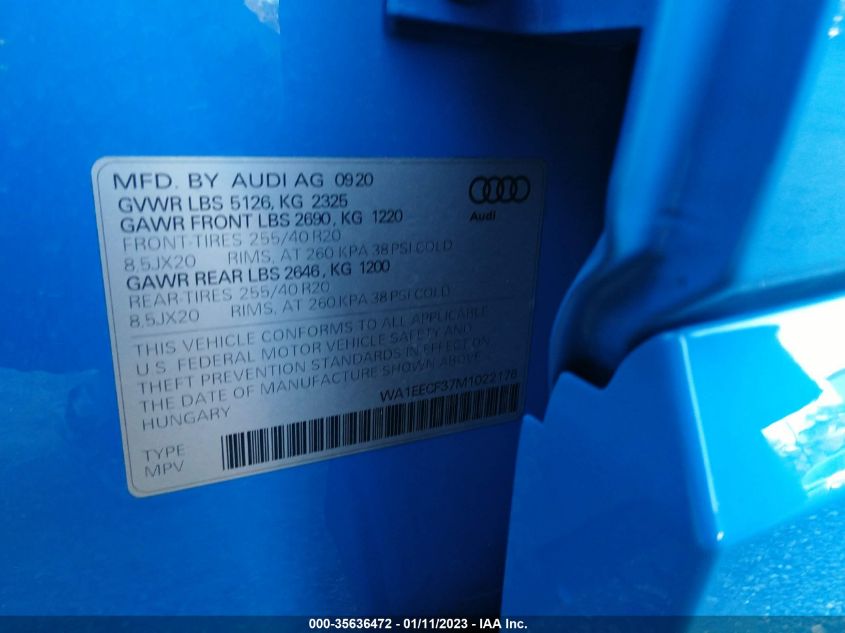 MFD. BY AUDI AG 0920
GVWR LBS 5126, KG 2325
GAWR FRONT LBS 2690, KG 1220
FRONT-TIRES 255/40 R20
8,5JX20 RIMS, AT 260 KPA 38 PSI COLD
GAWR REAR LBS 2646, KG 1200
REAR-TIRES 255/40 R20
8,5JX20 RIMS, AT 260 KPA 38 PSI COLD
Audi
THIS VEHICLE CONFORMS TO ALL APPLICABLE
U.S. FEDERAL MOTOR VEHICLE SAFETY AND
THEFT PREVENTION STANDARDS IN EFFECT ON
THE DATE OF MANUFACTURE SHOWN ABOVE.
HUNGARY
WA1EECF37M1022178
TYPE
MPV
000-35636472 - 01/11/2023 - IAA Inc.